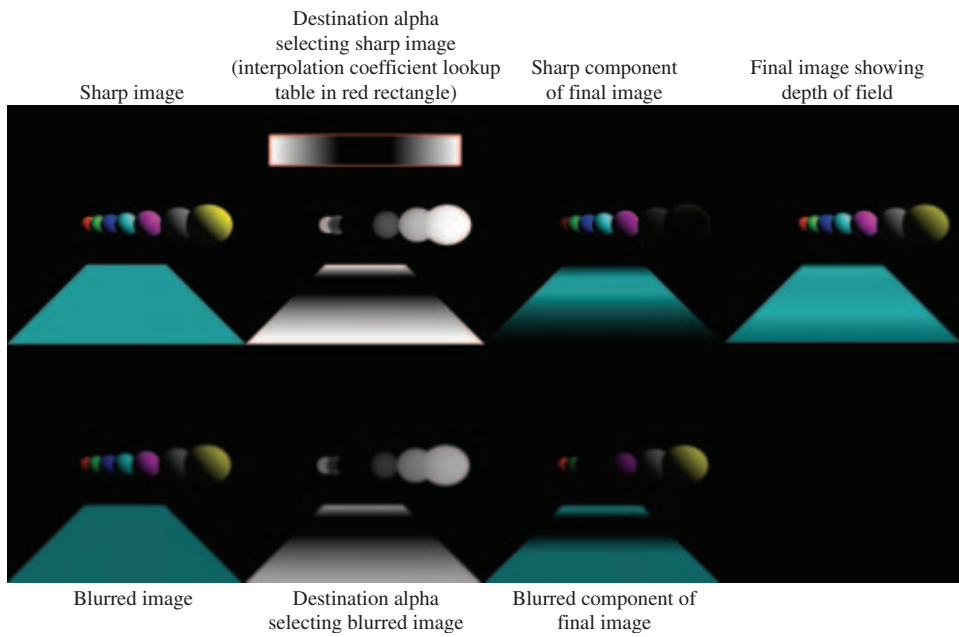 Destination alpha
selecting sharp image
(interpolation coefficient lookup
table in red rectangle)
Sharp image
Sharp component
of final image
Final image showing
depth of field
Blurred image
Destination alpha
selecting blurred image
Blurred component of
final image